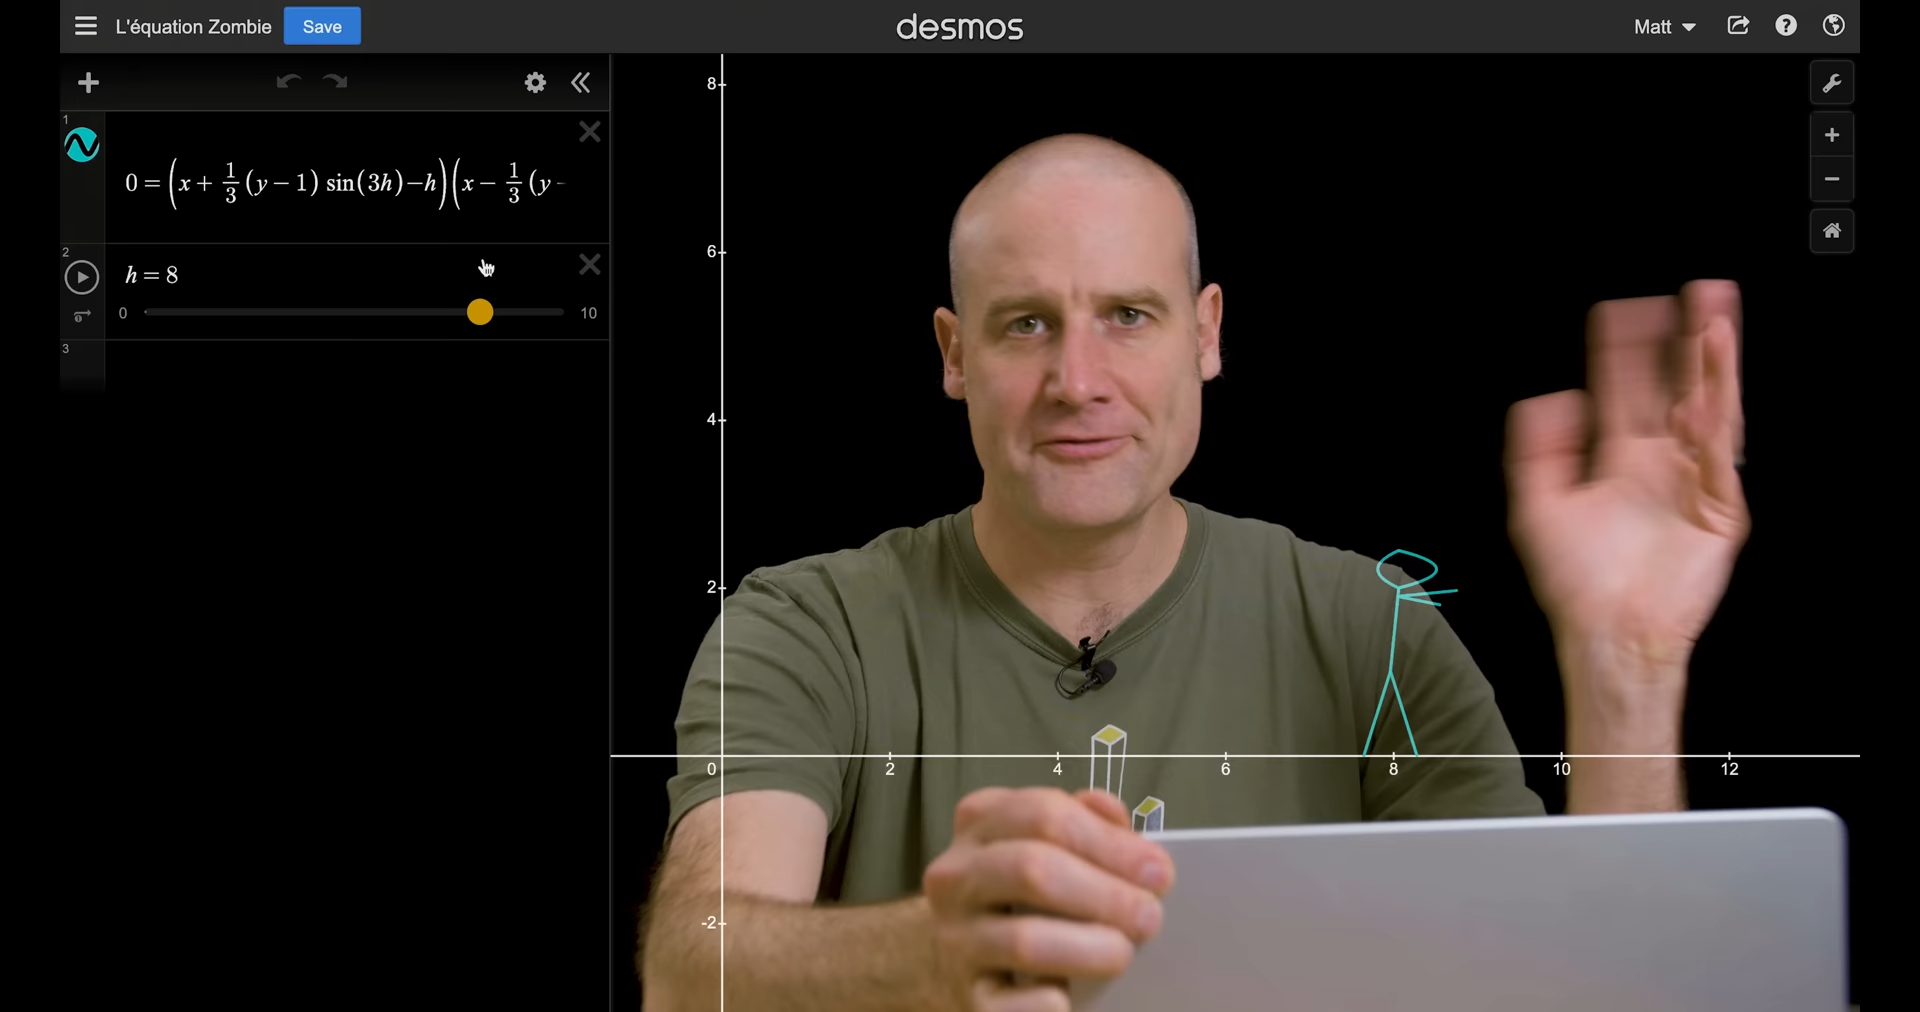 L'équation Zombie Save desmos Matt
1
0 = (x + 1/3 (y − 1) sin(3h) − h)(x − 1/3 (y −
2
h = 8
0 10
3
8
6
4
2
0 2 4 6 8 10 12
-2